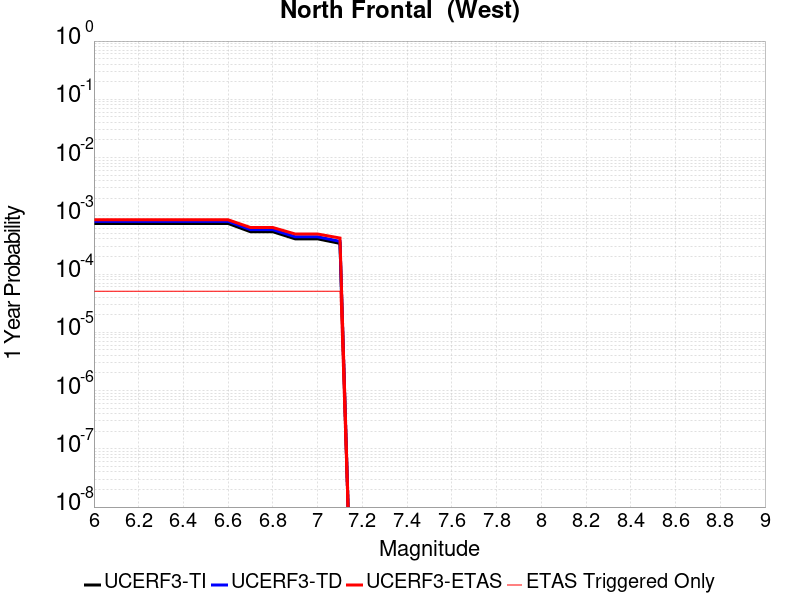 North Frontal  (West)
10^0
10^-1
10^-2
10^-3
10^-4
10^-5
10^-6
10^-7
10^-8
1 Year Probability
6 6.2 6.4 6.6 6.8 7 7.2 7.4 7.6 7.8 8 8.2 8.4 8.6 8.8 9
Magnitude
UCERF3-TI UCERF3-TD UCERF3-ETAS ETAS Triggered Only